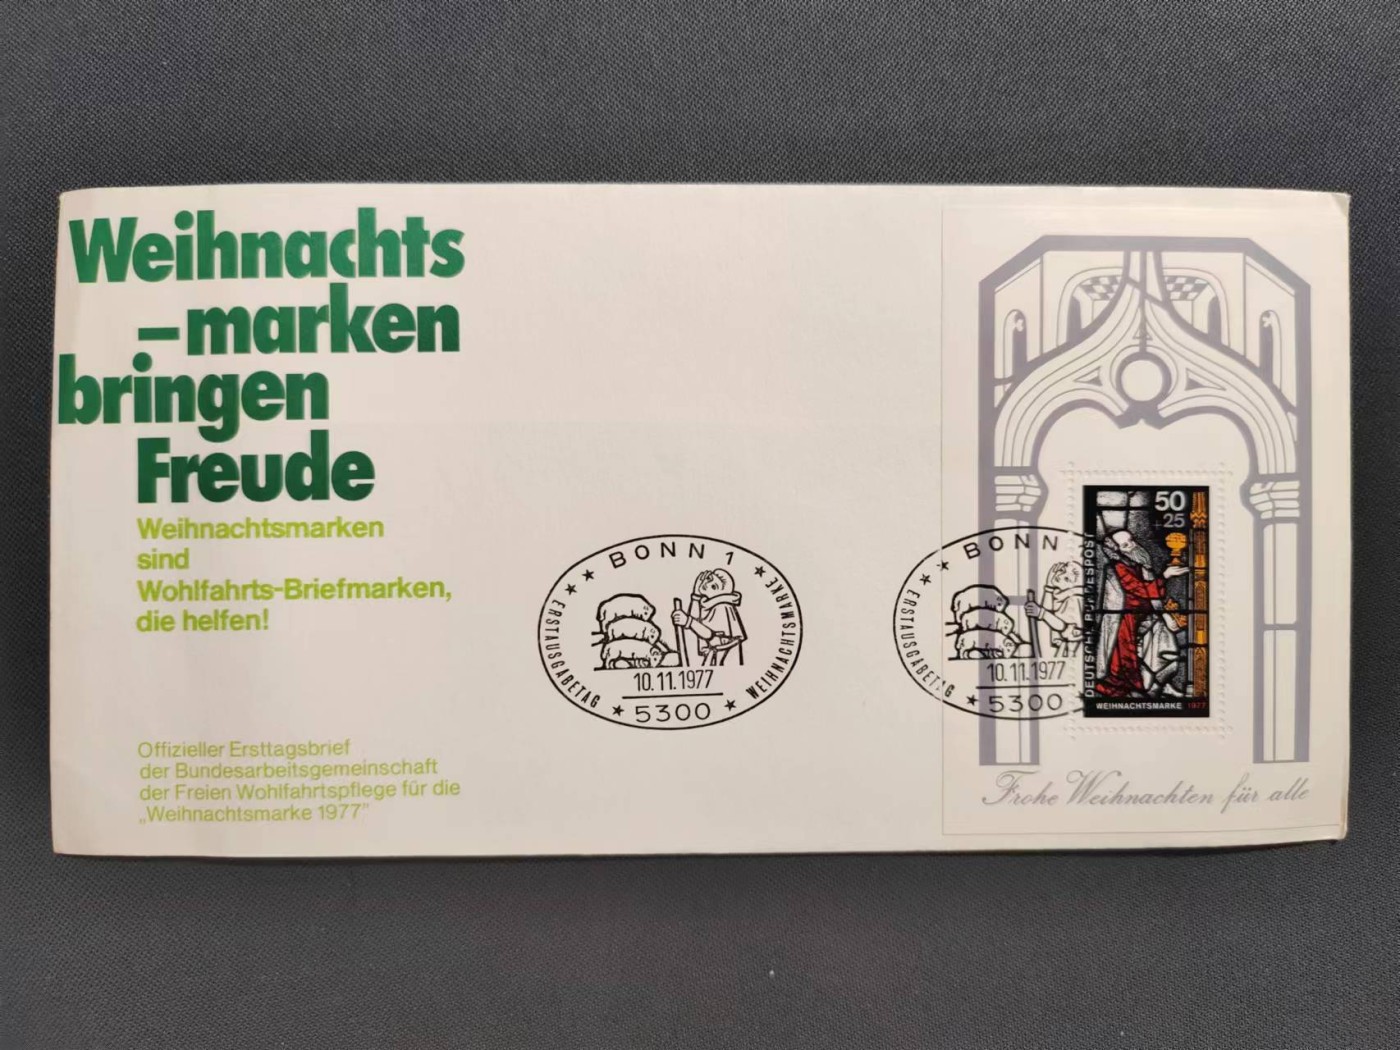 Weihnachts
-marken
bringen
Freude
Weihnachtsmarken
sind
Wohlfahrts-Briefmarken,
die helfen!
Offizieller Ersttagsbrief
der Bundesarbeitsgemeinschaft
der Freien Wohlfahrtspflege für die
„Weihnachtsmarke 1977"
BONN 1
ERSTAUSGABETAG
WEIHNACHTSMARKE
10.11.1977
5300
BONN
ERSTAUSGABETAG
10.11.1977
5300
50
+25
DEUTSCHE BUNDESPOST
WEIHNACHTSMARKE 1977
Frohe Weihnachten für alle